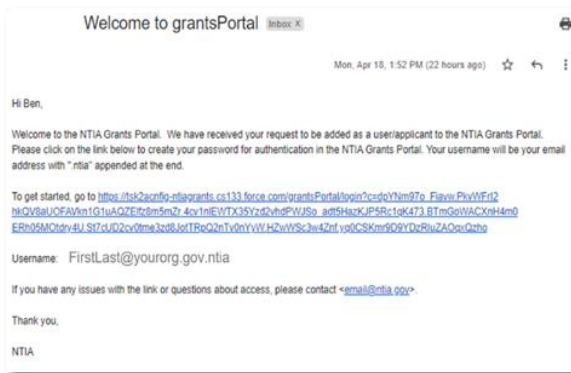 Welcome to grantsPortal Inbox X
Mon, Apr 18, 1:52 PM (22 hours ago)
Hi Ben,
Welcome to the NTIA Grants Portal. We have received your request to be added as a user/applicant to the NTIA Grants Portal.
Please click on the link below to create your password for authentication in the NTIA Grants Portal. Your username will be your email
address with ".ntia" appended at the end.
To get started, go to
Username: FirstLast@yourorg.gov.ntia
If you have any issues with the link or questions about access, please contact <email@ntia.gov>.
Thank you,
NTIA